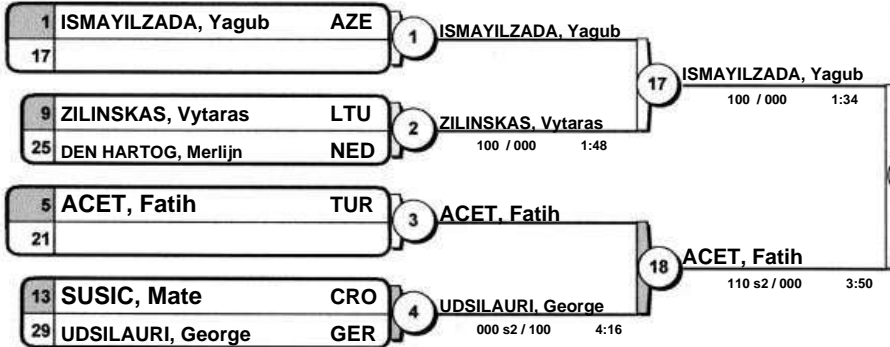 1 ISMAYILZADA, Yagub AZE
17
1 ISMAYILZADA, Yagub
9 ZILINSKAS, Vytaras LTU
25 DEN HARTOG, Merlijn NED
2 ZILINSKAS, Vytaras
100 / 000 1:48
17 ISMAYILZADA, Yagub
100 / 000 1:34
5 ACET, Fatih TUR
21
3 ACET, Fatih
13 SUSIC, Mate CRO
29 UDSILAURI, George GER
4 UDSILAURI, George
000 s2 / 100 4:16
18 ACET, Fatih
110 s2 / 000 3:50